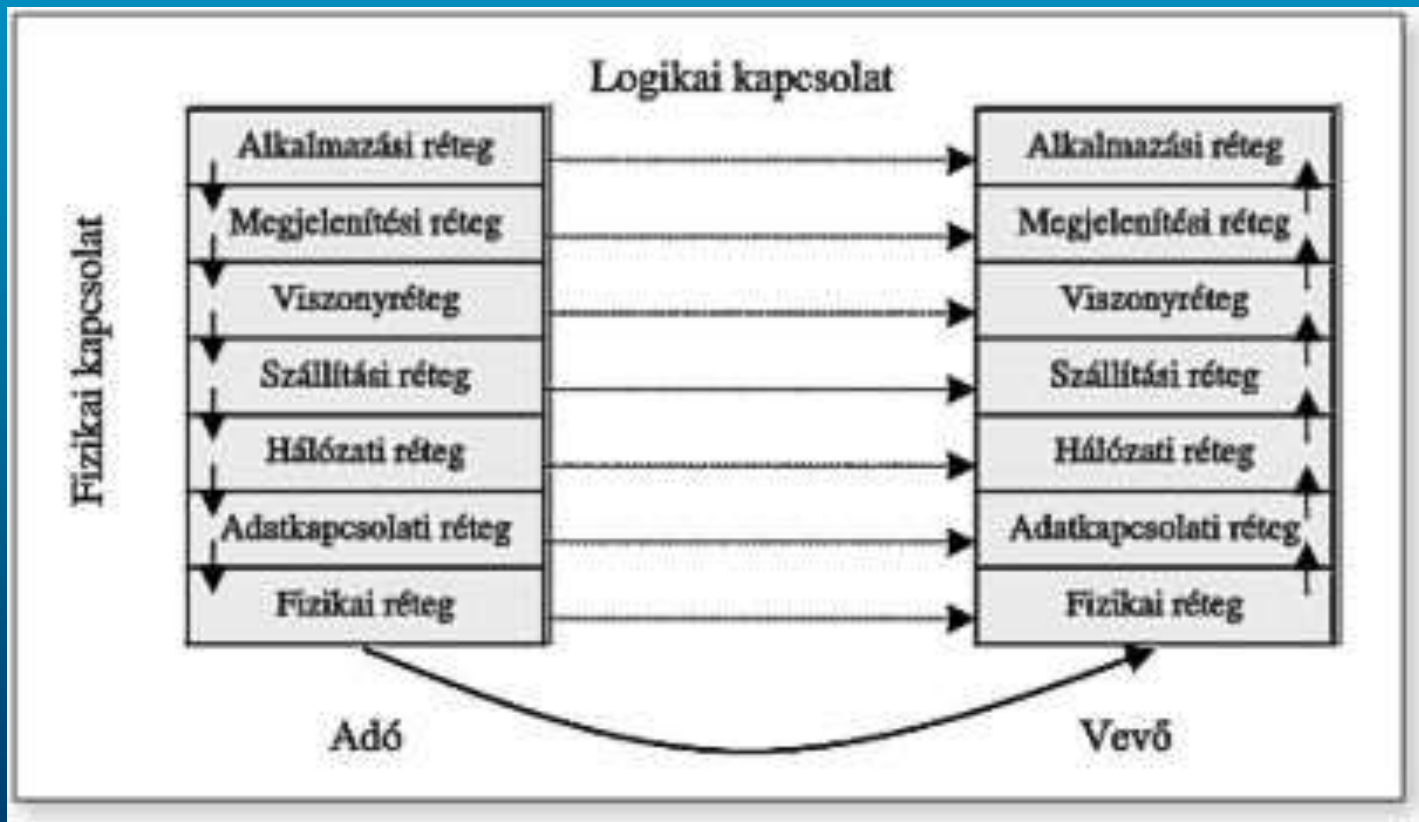 Logikai kapcsolat
Fizikai kapcsolat
Alkalmazási réteg
Megjelenítési réteg
Viszonyréteg
Szállítási réteg
Hálózati réteg
Adatkapcsolati réteg
Fizikai réteg
Adó
Alkalmazási réteg
Megjelenítési réteg
Viszonyréteg
Szállítási réteg
Hálózati réteg
Adatkapcsolati réteg
Fizikai réteg
Vevő